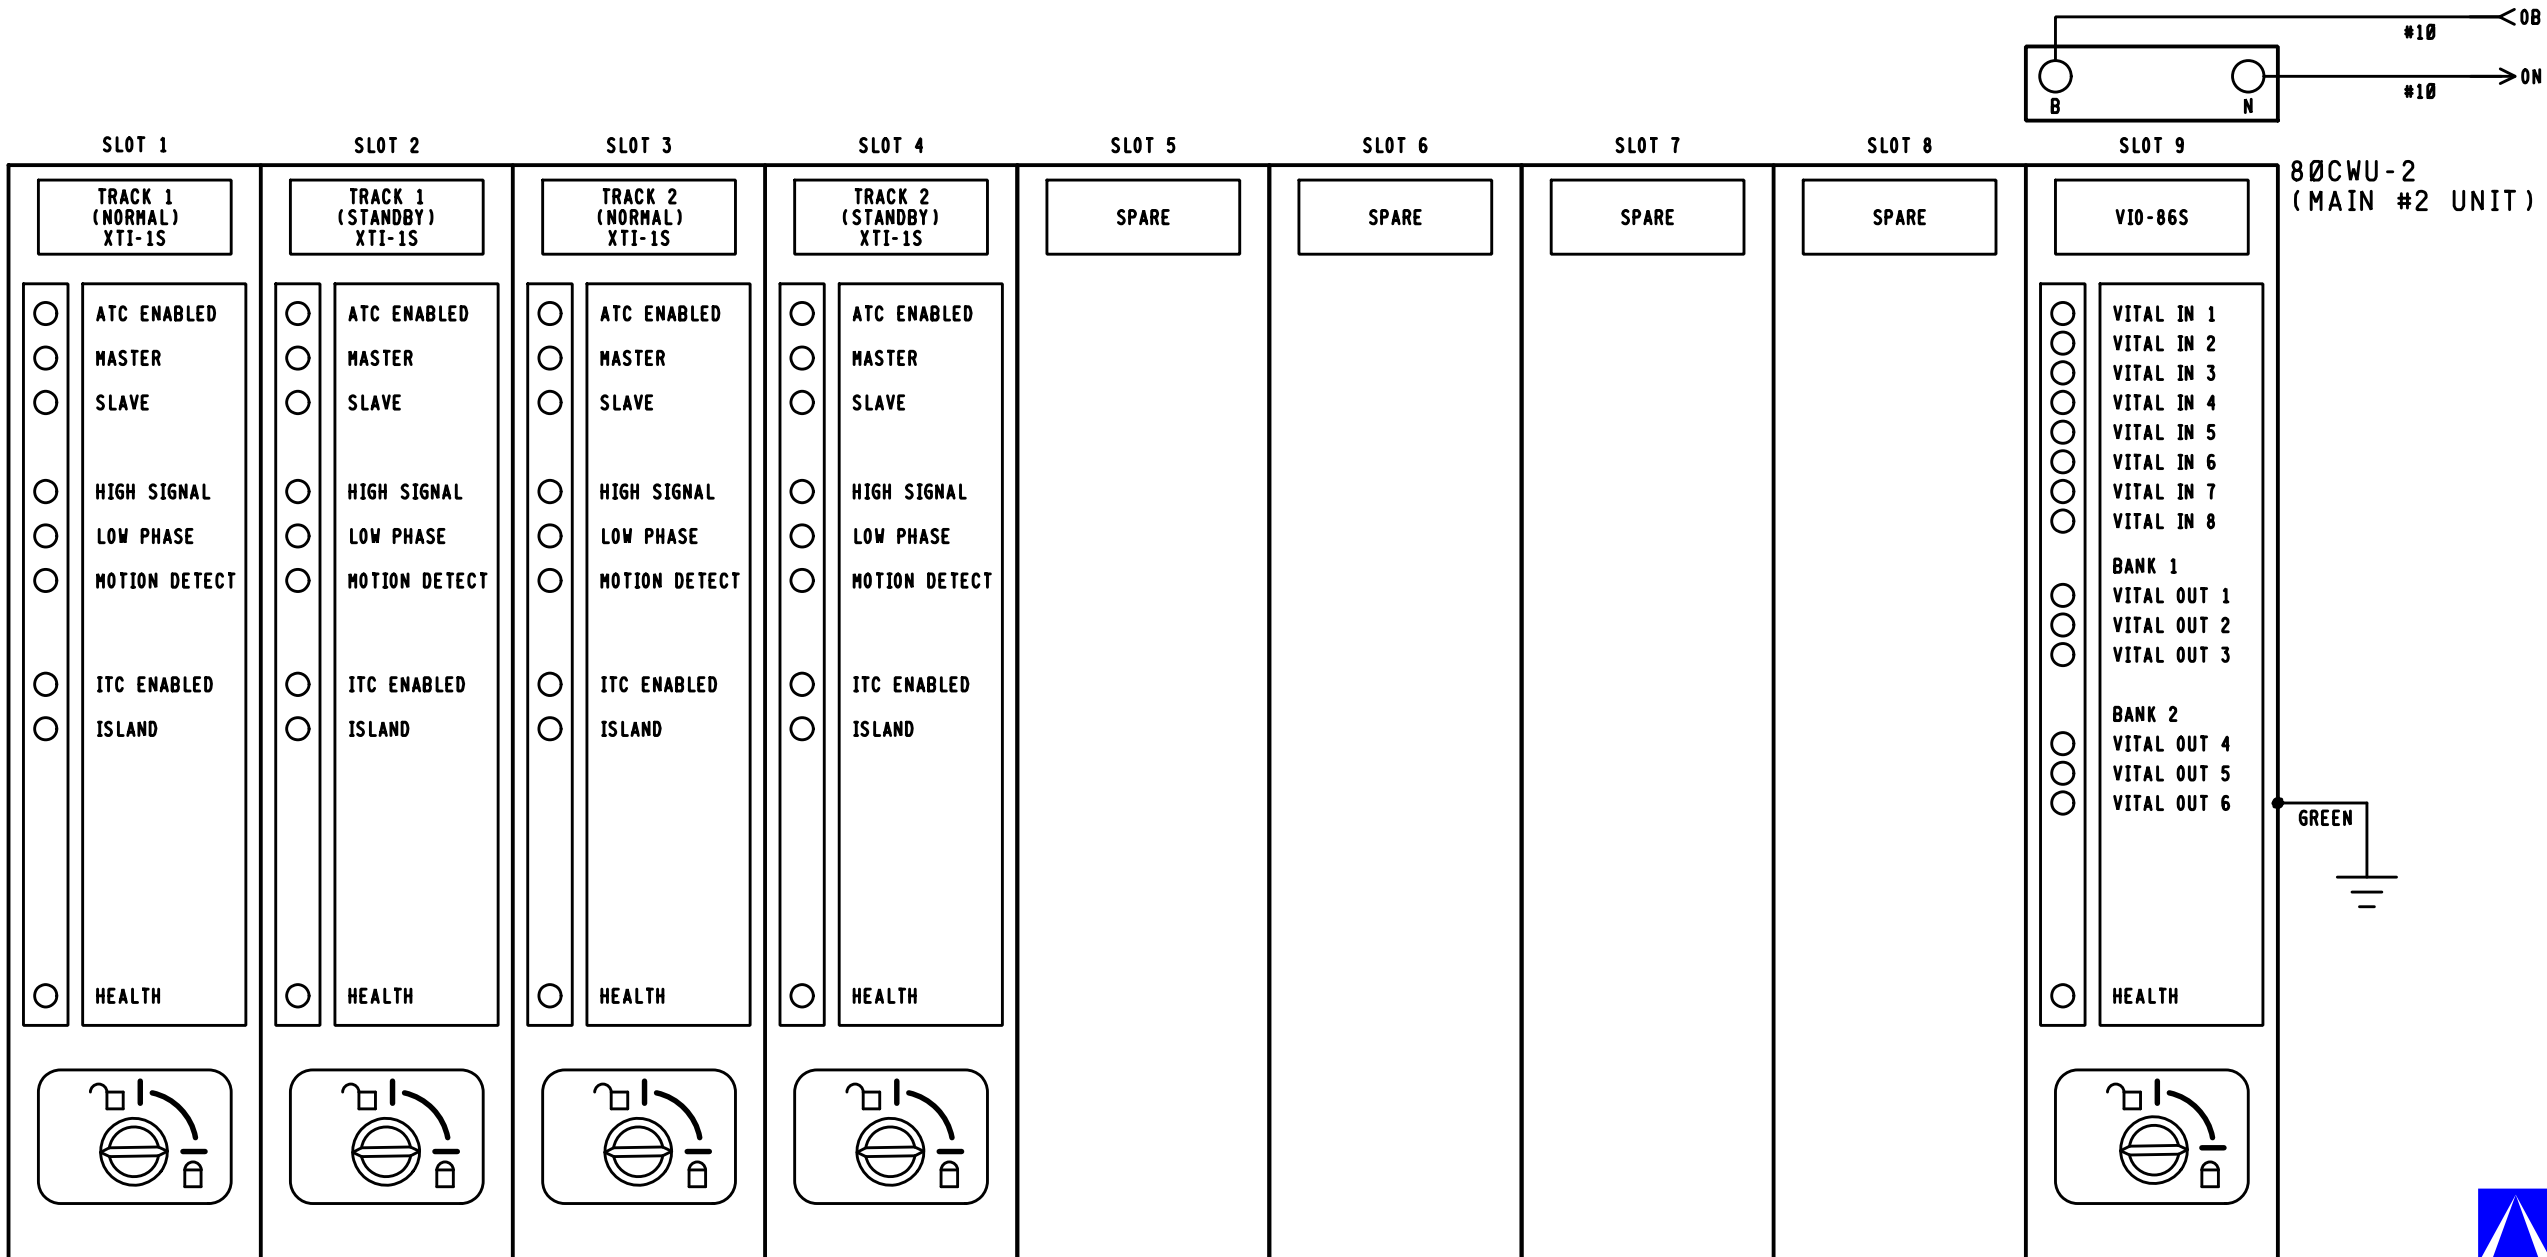 OB
#10
ON
#10
B N
SLOT 1 SLOT 2 SLOT 3 SLOT 4 SLOT 5 SLOT 6 SLOT 7 SLOT 8 SLOT 9
80CWU-2
(MAIN #2 UNIT)
TRACK 1
(NORMAL)
XTI-1S
TRACK 1
(STANDBY)
XTI-1S
TRACK 2
(NORMAL)
XTI-1S
TRACK 2
(STANDBY)
XTI-1S
SPARE
SPARE
SPARE
SPARE
VIO-86S
ATC ENABLED
MASTER
SLAVE
HIGH SIGNAL
LOW PHASE
MOTION DETECT
ITC ENABLED
ISLAND
HEALTH
ATC ENABLED
MASTER
SLAVE
HIGH SIGNAL
LOW PHASE
MOTION DETECT
ITC ENABLED
ISLAND
HEALTH
ATC ENABLED
MASTER
SLAVE
HIGH SIGNAL
LOW PHASE
MOTION DETECT
ITC ENABLED
ISLAND
HEALTH
ATC ENABLED
MASTER
SLAVE
HIGH SIGNAL
LOW PHASE
MOTION DETECT
ITC ENABLED
ISLAND
HEALTH
VITAL IN 1
VITAL IN 2
VITAL IN 3
VITAL IN 4
VITAL IN 5
VITAL IN 6
VITAL IN 7
VITAL IN 8
BANK 1
VITAL OUT 1
VITAL OUT 2
VITAL OUT 3
BANK 2
VITAL OUT 4
VITAL OUT 5
VITAL OUT 6
HEALTH
GREEN